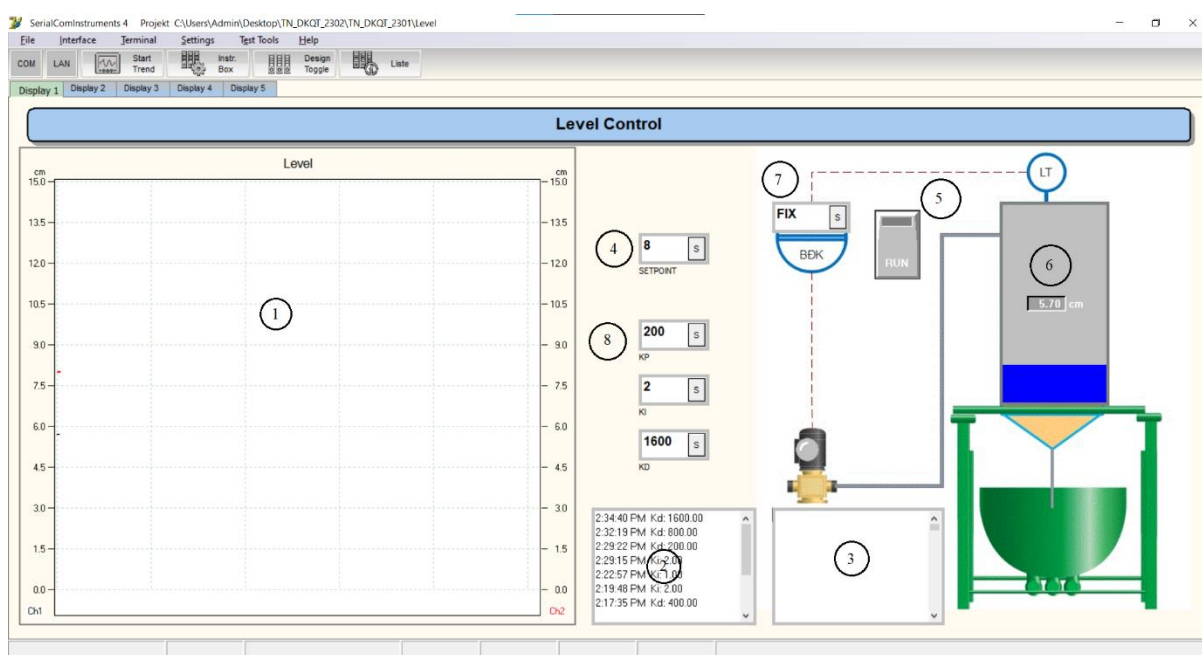 SerialComInstruments 4 Projekt C:\Users\Admin\Desktop\TN_DKQT_2302\TN_DKQT_2301\Level
File Interface Terminal Settings Test Tools Help
COM LAN Start Trend Instr. Box Design Toggle Liste
Display 1 Display 2 Display 3 Display 4 Display 5
Level Control
Level
cm cm
15.0 15.0
13.5 13.5
12.0 12.0
10.5 10.5
9.0 9.0
7.5 7.5
6.0 6.0
4.5 4.5
3.0 3.0
1.5 1.5
0.0 0.0
Ch1 Ch2
1
4
8 S
SETPOINT
8
200 S
KP
2 S
KI
1600 S
KD
7
FIX S
BĐK
5
RUN
LT
6
5.70 cm
2:34:40 PM Kd: 1600.00
2:32:19 PM Kd: 600.00
2:29:22 PM Kd: 200.00
2:29:15 PM Ki: 2.00
2:22:57 PM Ki: 1.00
2:19:48 PM Ki: 2.00
2:17:35 PM Kd: 400.00
2
3